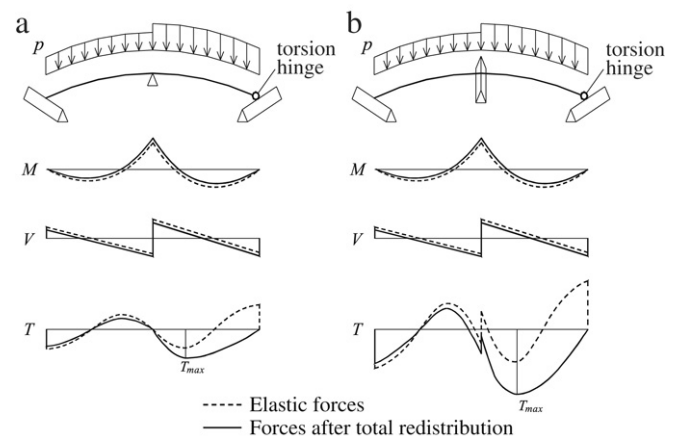 a
p
torsion
hinge
M
V
T
Tmax
b
p
torsion
hinge
M
V
T
Tmax
Elastic forces
Forces after total redistribution